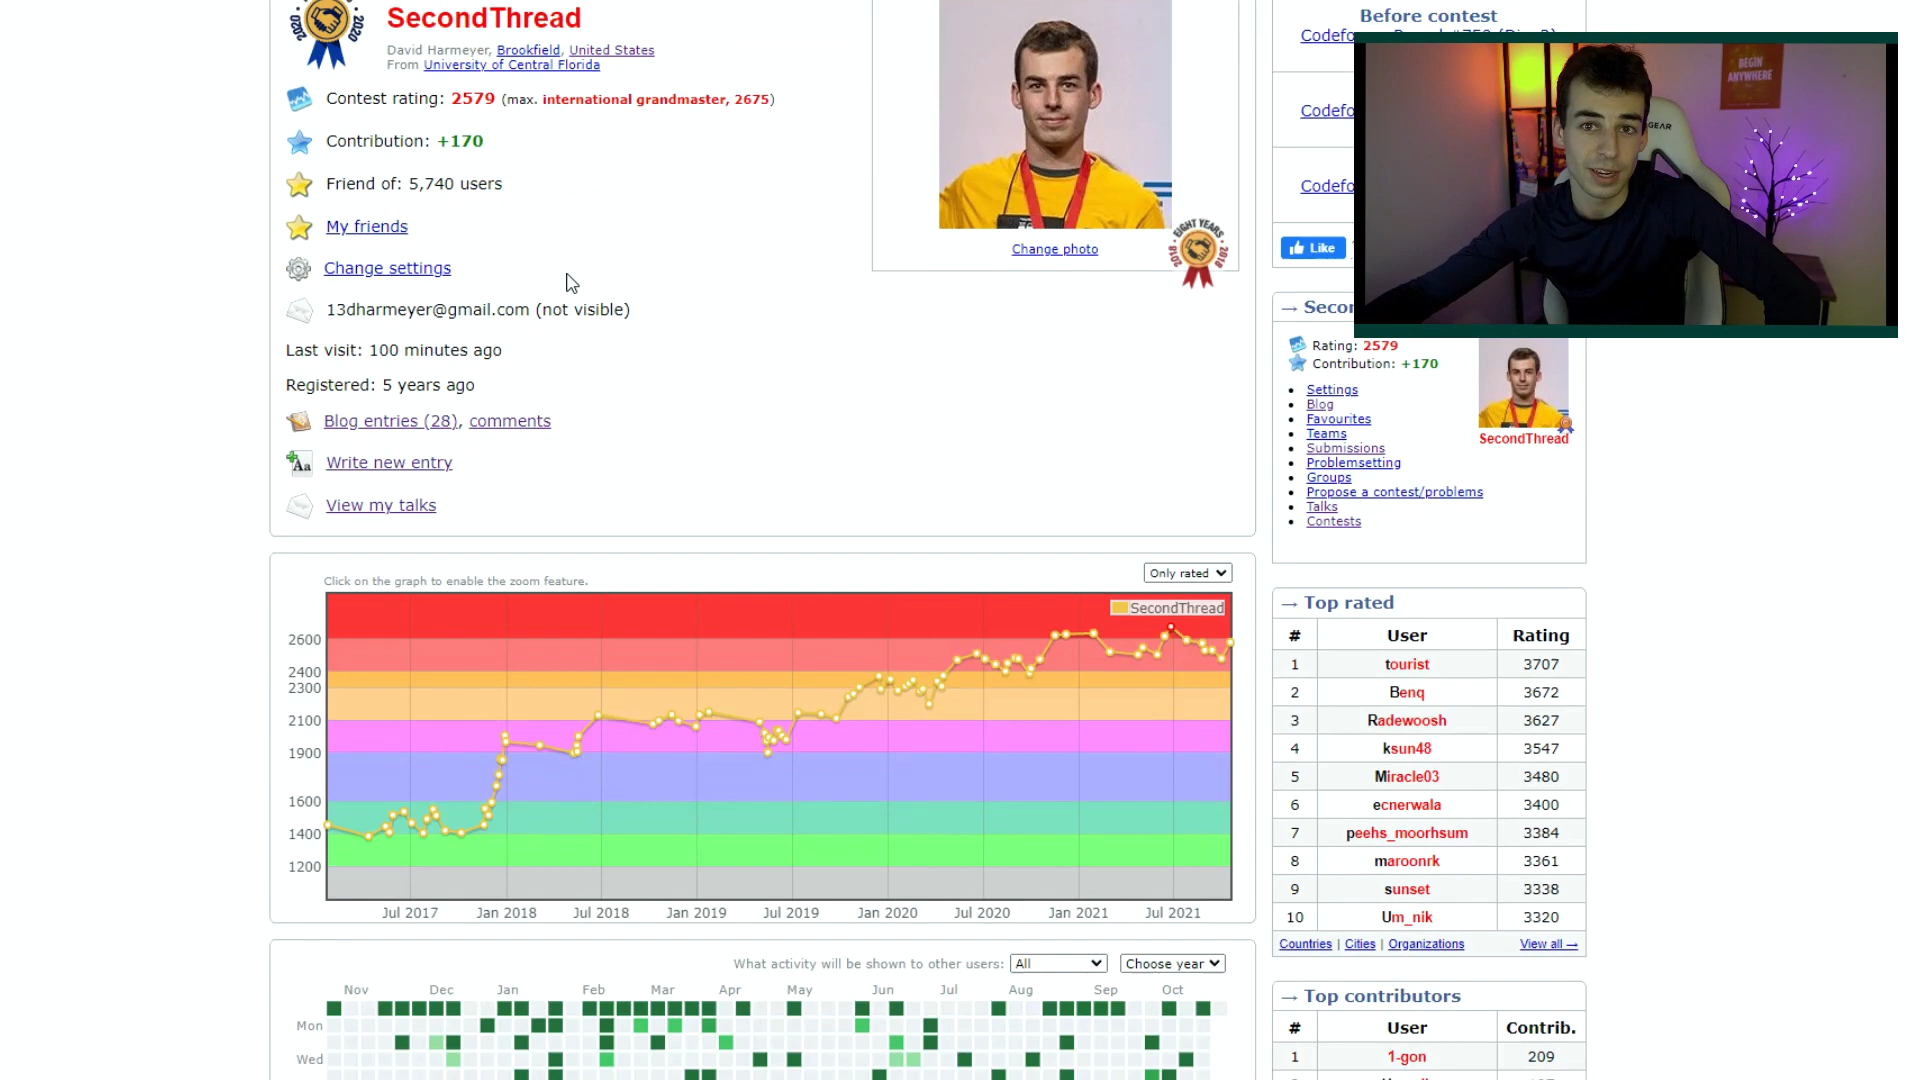 SecondThread
2020 2020
David Harmeyer, Brookfield, United States
From University of Central Florida
Contest rating: 2579 (max. international grandmaster, 2675)
Contribution: +170
Friend of: 5,740 users
My friends
Change settings
13dharmeyer@gmail.com (not visible)
Last visit: 100 minutes ago
Registered: 5 years ago
Blog entries (28), comments
Write new entry
View my talks
Change photo
EIGHT YEARS
2018 2018
Before contest
Codefo
Codefo
Codefo
Like
BEGIN
ANYWHERE
GEAR
→ Secon
Rating: 2579
Contribution: +170
Settings
Blog
Favourites
Teams
Submissions
Problemsetting
Groups
Propose a contest/problems
Talks
Contests
SecondThread
Click on the graph to enable the zoom feature.
Only rated
SecondThread
2600
2400
2300
2100
1900
1600
1400
1200
Jul 2017 Jan 2018 Jul 2018 Jan 2019 Jul 2019 Jan 2020 Jul 2020 Jan 2021 Jul 2021
→ Top rated
# User Rating
1 tourist 3707
2 Benq 3672
3 Radewoosh 3627
4 ksun48 3547
5 Miracle03 3480
6 ecnerwala 3400
7 peehs_moorhsum 3384
8 maroonrk 3361
9 sunset 3338
10 Um_nik 3320
Countries | Cities | Organizations View all →
What activity will be shown to other users: All Choose year
Nov Dec Jan Feb Mar Apr May Jun Jul Aug Sep Oct
Mon
Wed
→ Top contributors
# User Contrib.
1 1-gon 209